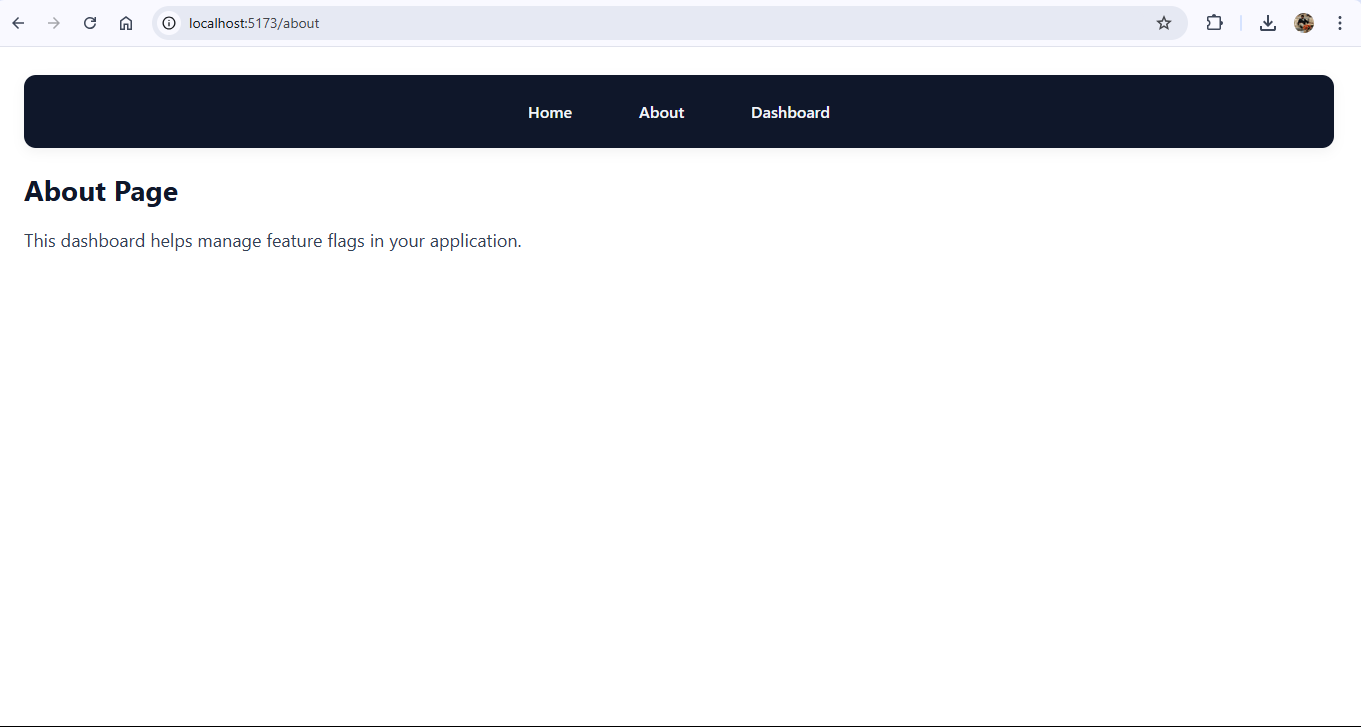 localhost:5173/about
Home About Dashboard
About Page
This dashboard helps manage feature flags in your application.